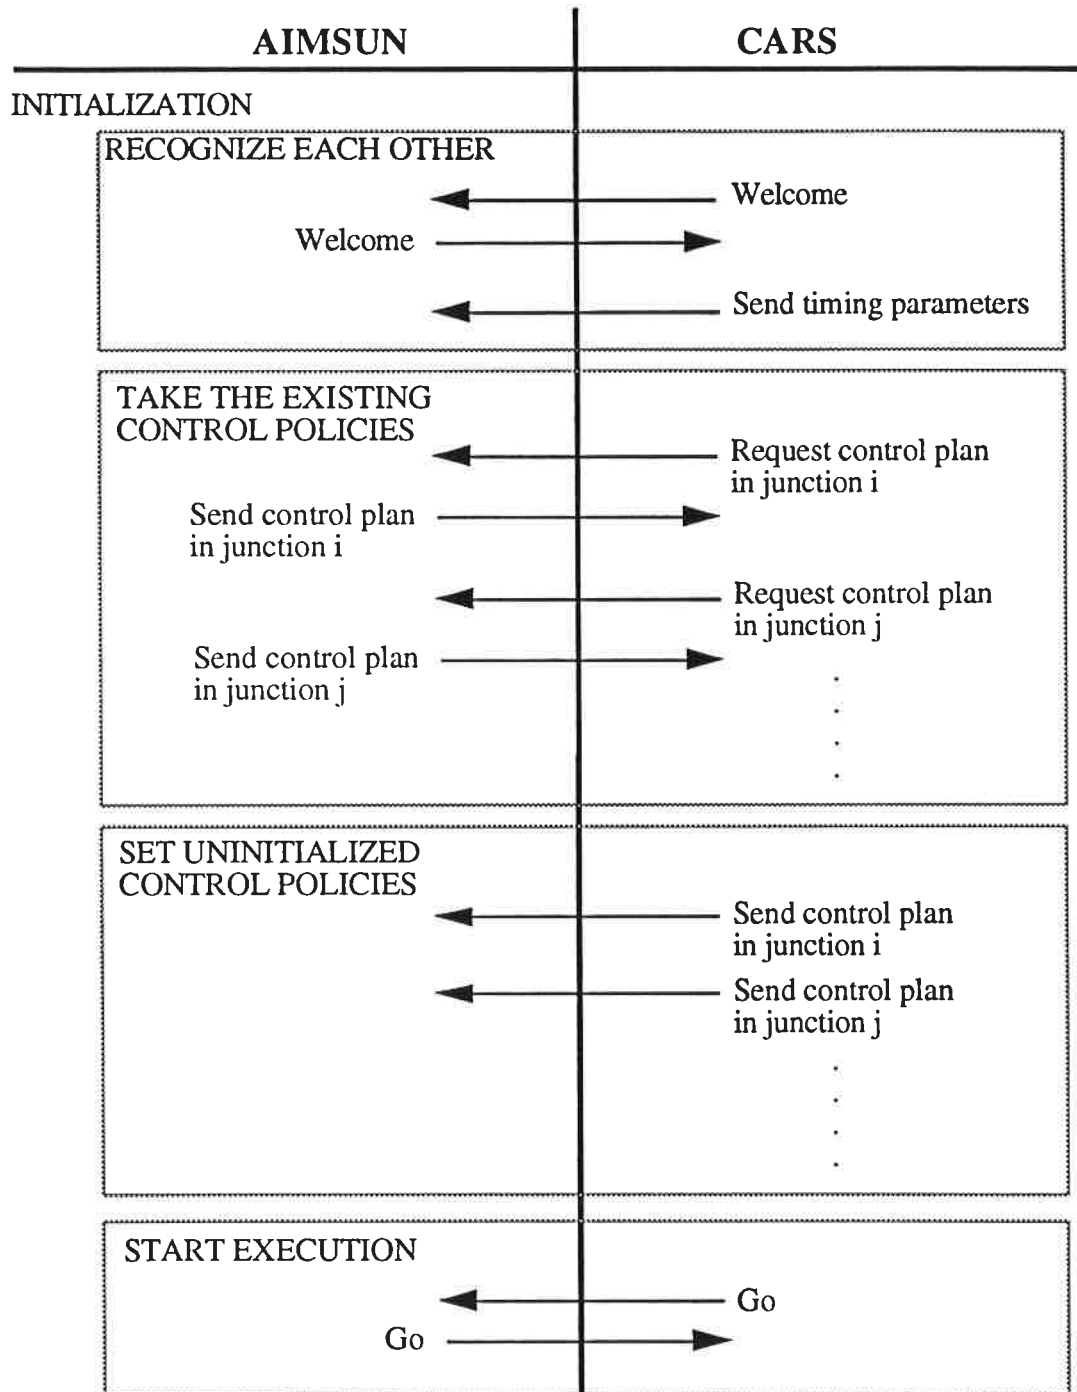 AIMSUN CARS
INITIALIZATION
RECOGNIZE EACH OTHER
Welcome
Welcome
Send timing parameters
TAKE THE EXISTING
CONTROL POLICIES
Request control plan
in junction i
Send control plan
in junction i
Request control plan
in junction j
Send control plan
in junction j
SET UNINITIALIZED
CONTROL POLICIES
Send control plan
in junction i
Send control plan
in junction j
START EXECUTION
Go
Go